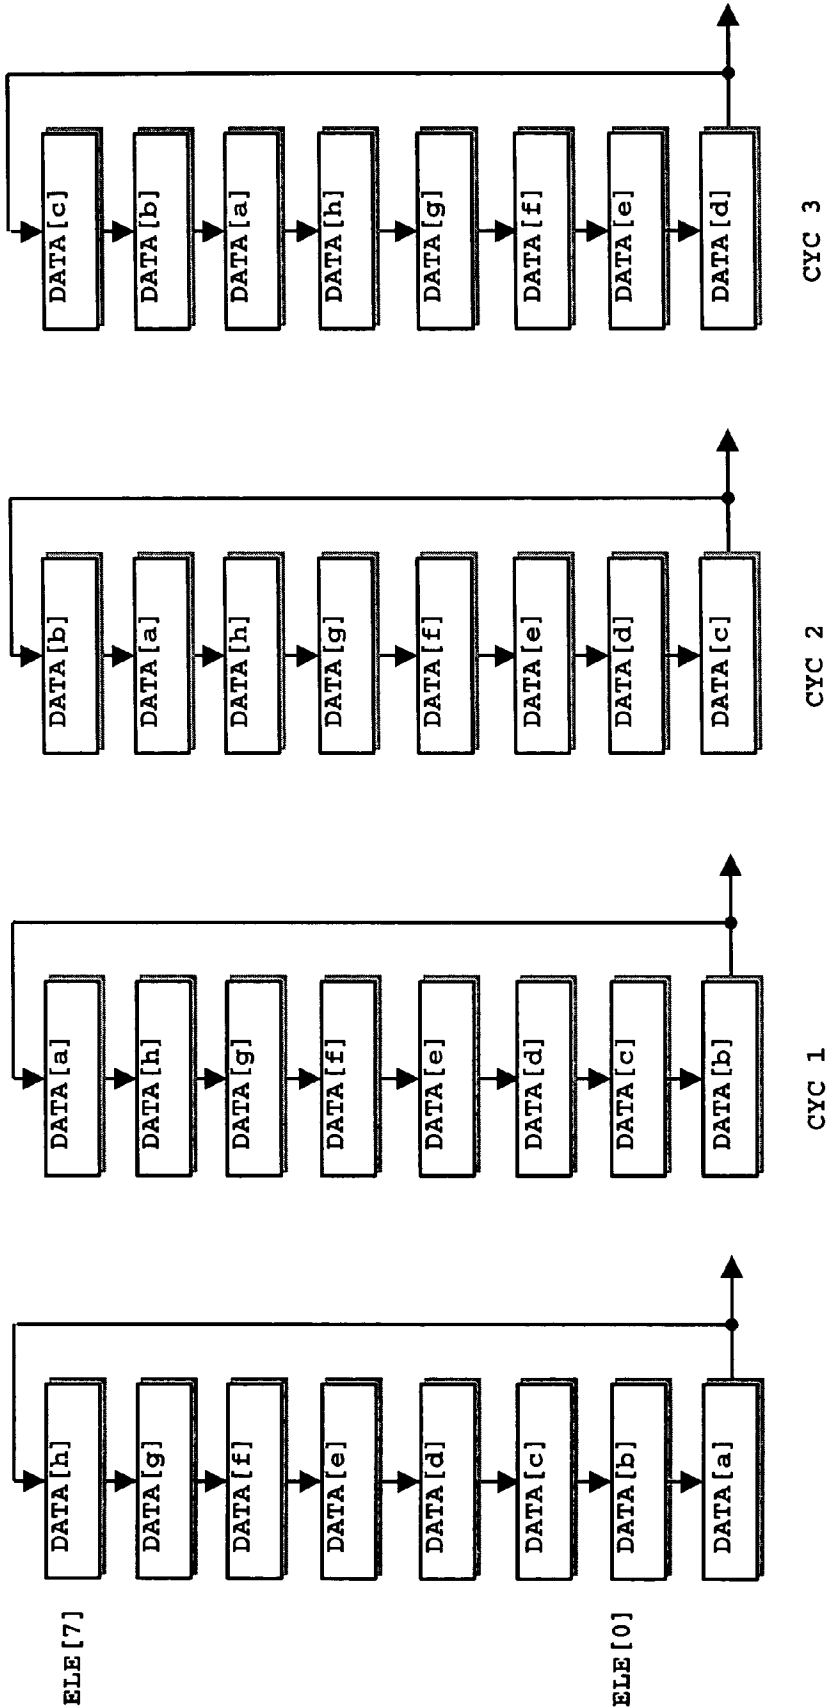 ELE[7]
ELE[0]
DATA[h]
DATA[g]
DATA[f]
DATA[e]
DATA[d]
DATA[c]
DATA[b]
DATA[a]
DATA[a]
DATA[h]
DATA[g]
DATA[f]
DATA[e]
DATA[d]
DATA[c]
DATA[b]
CYC 1
DATA[b]
DATA[a]
DATA[h]
DATA[g]
DATA[f]
DATA[e]
DATA[d]
DATA[c]
CYC 2
DATA[c]
DATA[b]
DATA[a]
DATA[h]
DATA[g]
DATA[f]
DATA[e]
DATA[d]
CYC 3